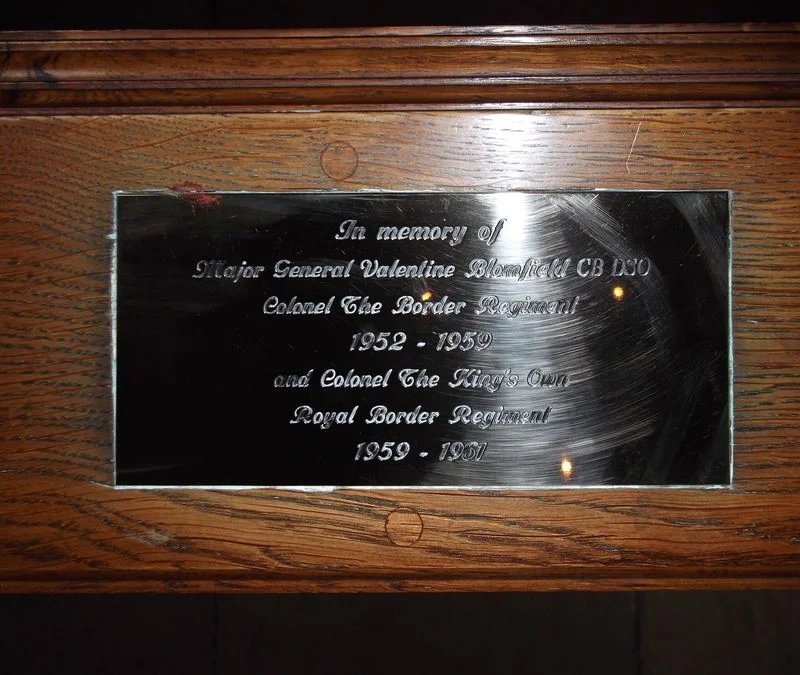 In memory of
Major General Valentine Blomfield CB DSO
Colonel The Border Regiment
1952 - 1959
and Colonel The King's Own
Royal Border Regiment
1959 - 1961